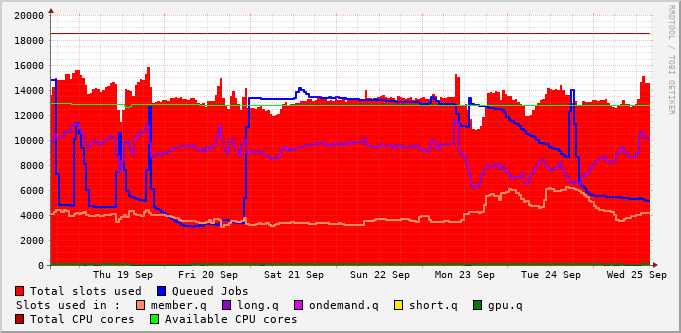 20000
18000
16000
14000
12000
10000
8000
6000
4000
2000
0
Thu 19 Sep Fri 20 Sep Sat 21 Sep Sun 22 Sep Mon 23 Sep Tue 24 Sep Wed 25 Sep
Total slots used Queued Jobs
Slots used in : member.q long.q ondemand.q short.q gpu.q
Total CPU cores Available CPU cores
RRDTOOL / TOBI OETIKER